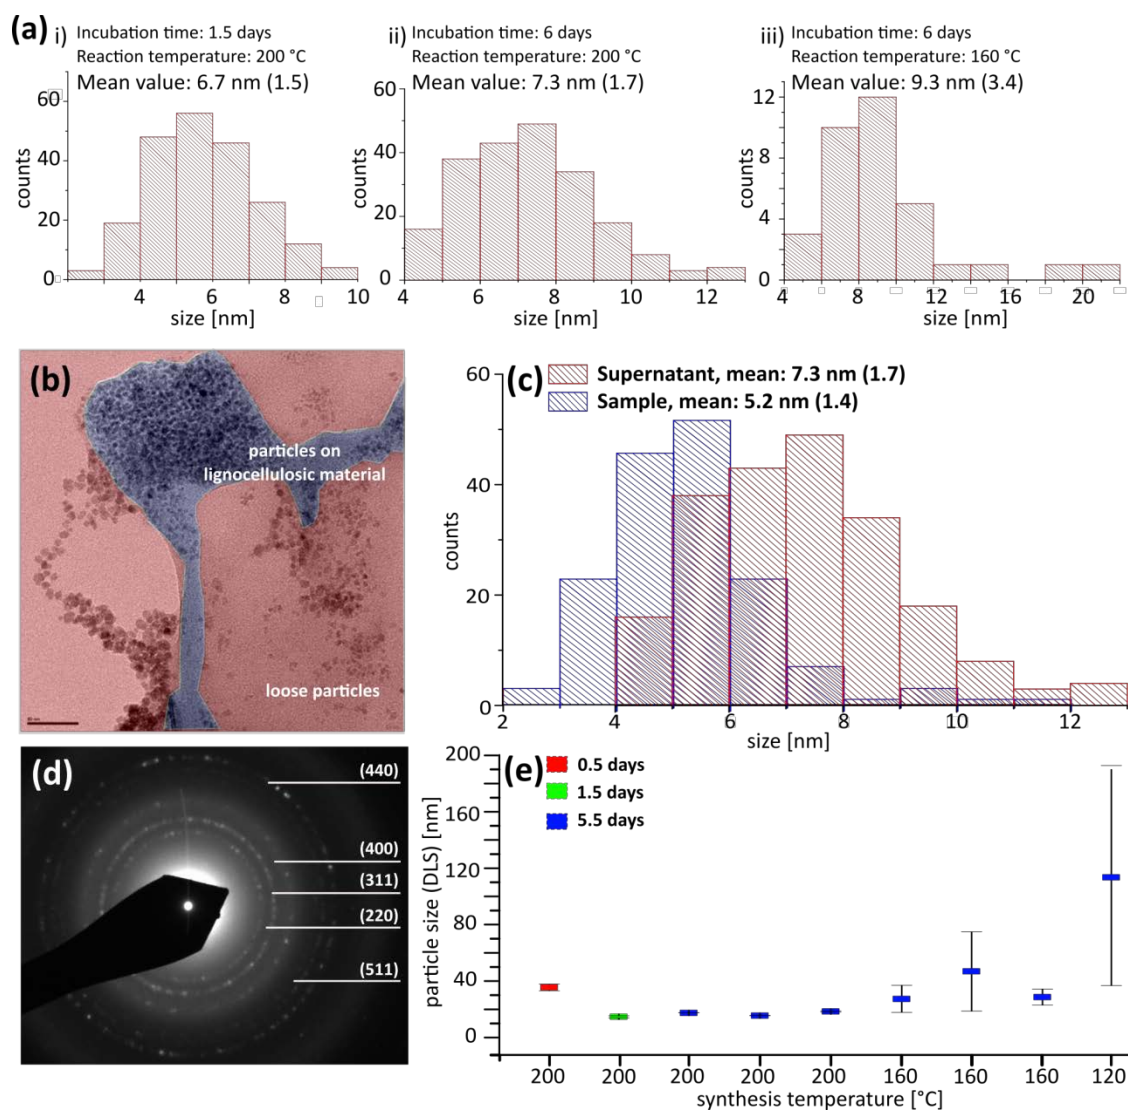 (a)
i) Incubation time: 1.5 days
Reaction temperature: 200 °C
Mean value: 6.7 nm (1.5)
60
40
20
0
counts
4 6 8 10
size [nm]
ii) Incubation time: 6 days
Reaction temperature: 200 °C
Mean value: 7.3 nm (1.7)
60
40
20
0
counts
4 6 8 10 12
size [nm]
iii) Incubation time: 6 days
Reaction temperature: 160 °C
Mean value: 9.3 nm (3.4)
12
8
4
0
counts
4 8 12 16 20
size [nm]
(b)
particles on
lignocellulosic material
loose particles
(c)
Supernatant, mean: 7.3 nm (1.7)
Sample, mean: 5.2 nm (1.4)
60
40
20
0
counts
2 4 6 8 10 12
size [nm]
(d)
(440)
(400)
(311)
(220)
(511)
(e)
0.5 days
1.5 days
5.5 days
200
160
120
80
40
0
particle size (DLS) [nm]
200 200 200 200 200 160 160 160 120
synthesis temperature [°C]